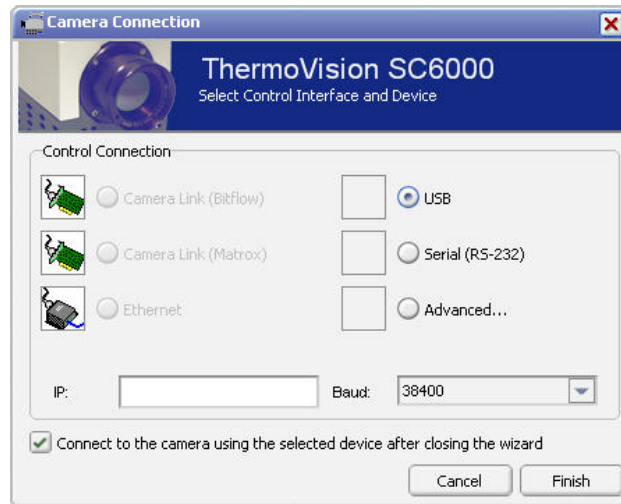 Camera Connection
ThermoVision SC6000
Select Control Interface and Device
Control Connection
Camera Link (Bitflow)
USB
Camera Link (Matrox)
Serial (RS-232)
Ethernet
Advanced...
IP:
Baud: 38400
Connect to the camera using the selected device after closing the wizard
Cancel Finish